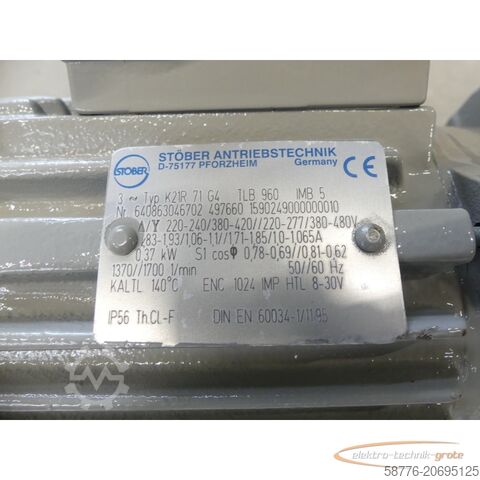 STÖBER
STÖBER ANTRIEBSTECHNIK
D-75177 PFORZHEIM Germany CE
3 ~ Typ K21R 71 G4 TLB 960 IMB 5
Nr 640863046702 497660 1590249000000010
Δ/Y 220-240/380-420//220-277/380-480V
1,83-1,93/1,06-1,1//1,71-1,85/1,0-1,065A
0,37 kW S1 cosφ 0,78-0,69//0,81-0,62
1370//1700 1/min 50//60 Hz
KALTL 140°C ENC 1024 IMP HTL 8-30V
IP56 Th.CL-F DIN EN 60034-1/11.95
MACHINESEEKER
elektro-technik-grote
58776-20695125